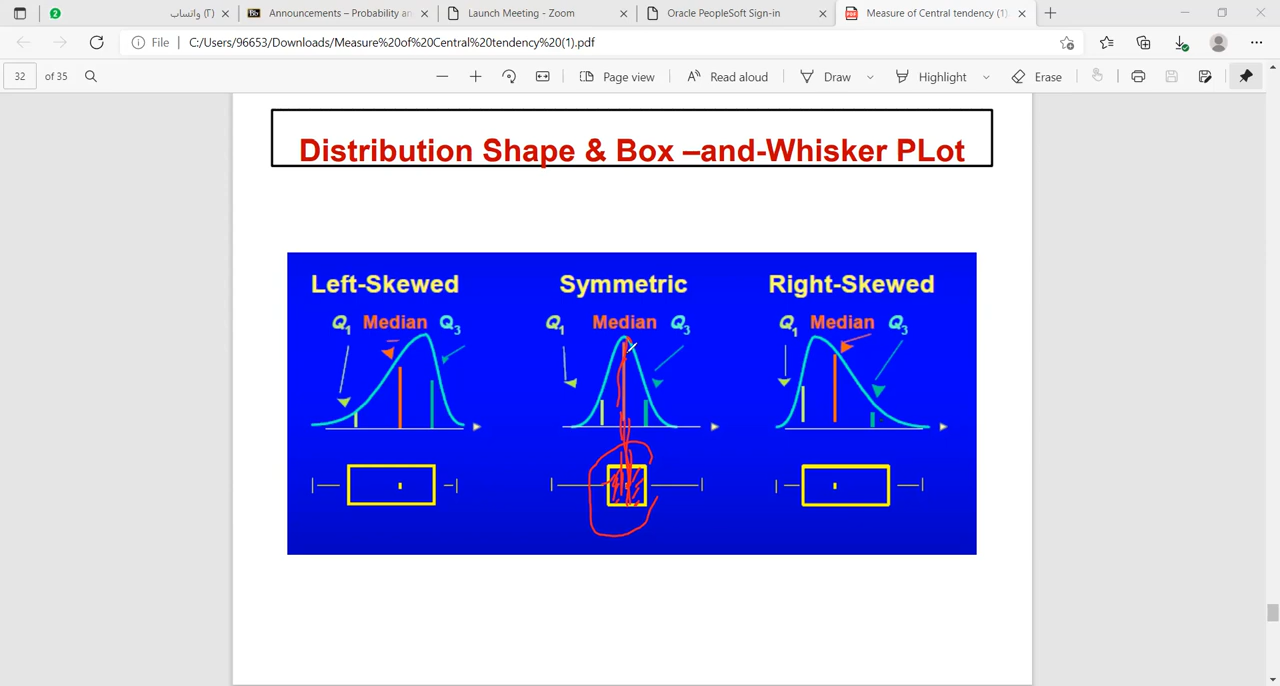 واتساب (٢)
Announcements – Probability an
Launch Meeting - Zoom
Oracle PeopleSoft Sign-in
Measure of Central tendency (1).
2
File
C:/Users/96653/Downloads/Measure%20of%20Central%20tendency%20(1).pdf
32 of 35
Page view
Read aloud
Draw
Highlight
Erase
Distribution Shape & Box –and-Whisker PLot
Left-Skewed
Symmetric
Right-Skewed
Q1 Median Q3
Q1 Median Q3
Q1 Median Q3